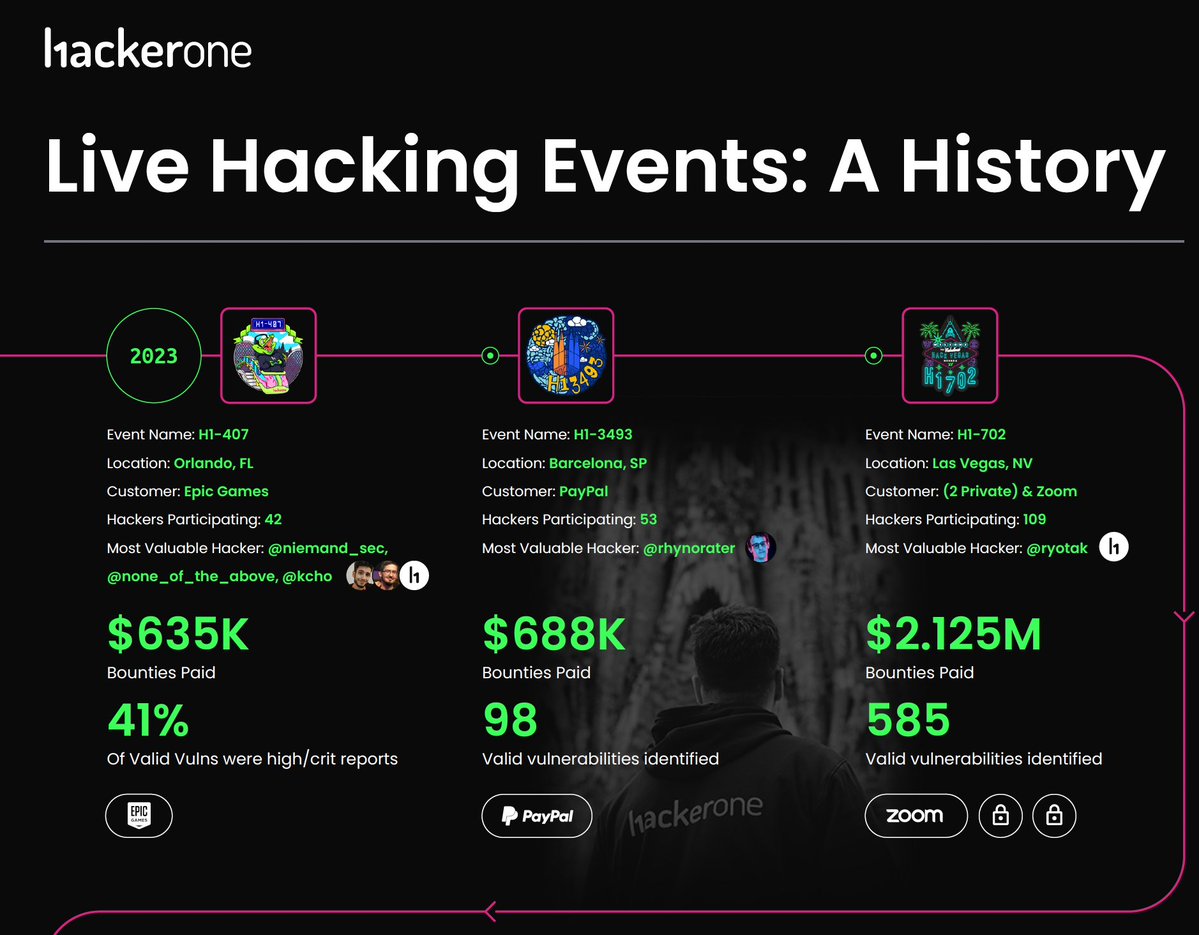 hackerone
Live Hacking Events: A History
2023
H1-407
H13493
HACK VEGAS
H1702
Event Name: H1-407
Location: Orlando, FL
Customer: Epic Games
Hackers Participating: 42
Most Valuable Hacker: @niemand_sec,
@none_of_the_above, @kcho
h1
$635K
Bounties Paid
41%
Of Valid Vulns were high/crit reports
EPIC
GAMES
Event Name: H1-3493
Location: Barcelona, SP
Customer: PayPal
Hackers Participating: 53
Most Valuable Hacker: @rhynorater
$688K
Bounties Paid
98
Valid vulnerabilities identified
hackerone
PayPal
Event Name: H1-702
Location: Las Vegas, NV
Customer: (2 Private) & Zoom
Hackers Participating: 109
Most Valuable Hacker: @ryotak
h1
$2.125M
Bounties Paid
585
Valid vulnerabilities identified
zoom